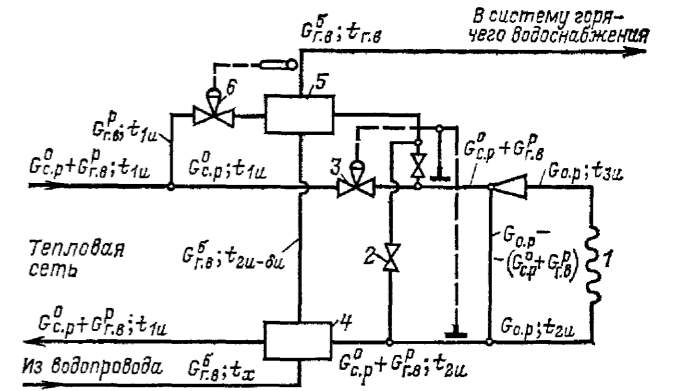 В систему горя-
чего водоснабжения
Gᵇг.в; tг.в
6
5
Gᵖг.в; t1и
Gᵒс.р+Gᵖг.в; t1и
Gᵒс.р; t1и
3
Gᵒс.р+Gᵖг.в
Gо.р; t3и
Тепловая
сеть
Gᵇг.в; t2и-δи
2
Gо.р−
−(Gᵒс.р+Gᵖг.в)
1
Gᵒс.р+Gᵖг.в; t1и
4
Gо.р; t2и
Из водопровода
Gᵇг.в; tх
Gᵒс.р+Gᵖг.в; t2и